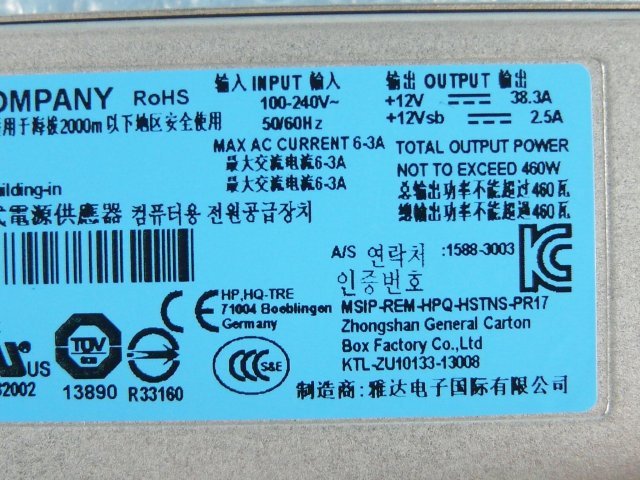 COMPANY RoHS
用于海拔2000m以下地区安全使用
输入 INPUT 輸入
100-240V~
50/60Hz
MAX AC CURRENT 6-3A
最大交流电流6-3A
最大交流電流6-3A
输出 OUTPUT 輸出
+12V 38.3A
+12Vsb 2.5A
TOTAL OUTPUT POWER
NOT TO EXCEED 460W
总输出功率不能超过460瓦
總輸出功率不能超過460瓦
uilding-in
式電源供應器 컴퓨터용 전원공급장치
A/S 연락처 :1588-3003
인증번호
KC
MSIP-REM-HPQ-HSTNS-PR17
Zhongshan General Carton
Box Factory Co.,Ltd
KTL-ZU10133-13008
制造商:雅达电子国际有限公司
CE HP,HQ-TRE
71004 Boeblingen
Germany
US
32002
TÜV
13890
R33160
CCC S&E